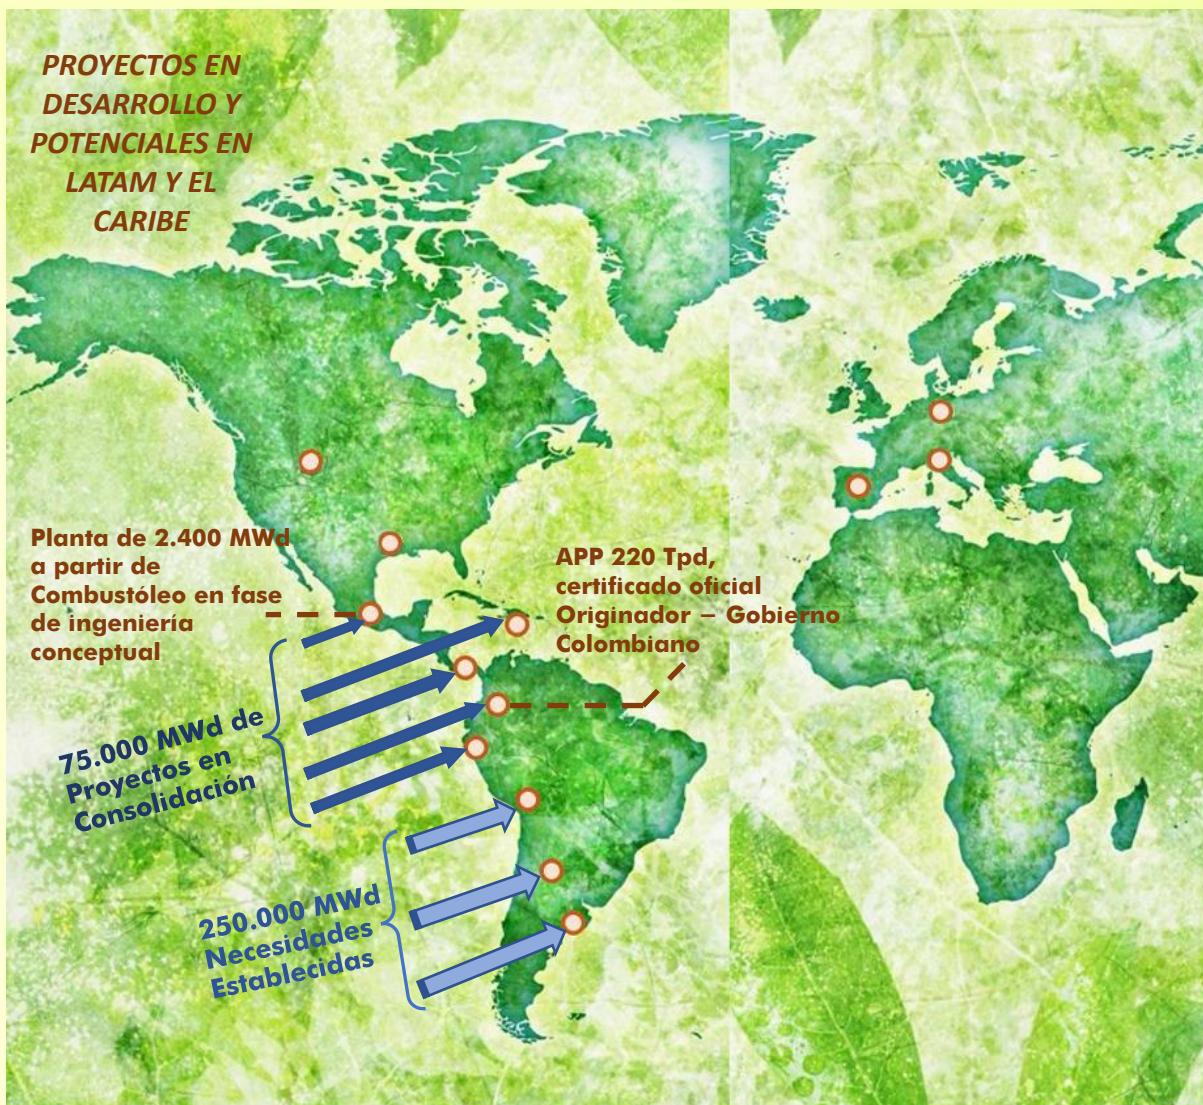 PROYECTOS EN
DESARROLLO Y
POTENCIALES EN
LATAM Y EL
CARIBE
Planta de 2.400 MWd
a partir de
Combustóleo en fase
de ingeniería
conceptual
APP 220 Tpd,
certificado oficial
Originador – Gobierno
Colombiano
75.000 MWd de
Proyectos en
Consolidación
250.000 MWd
Necesidades
Establecidas